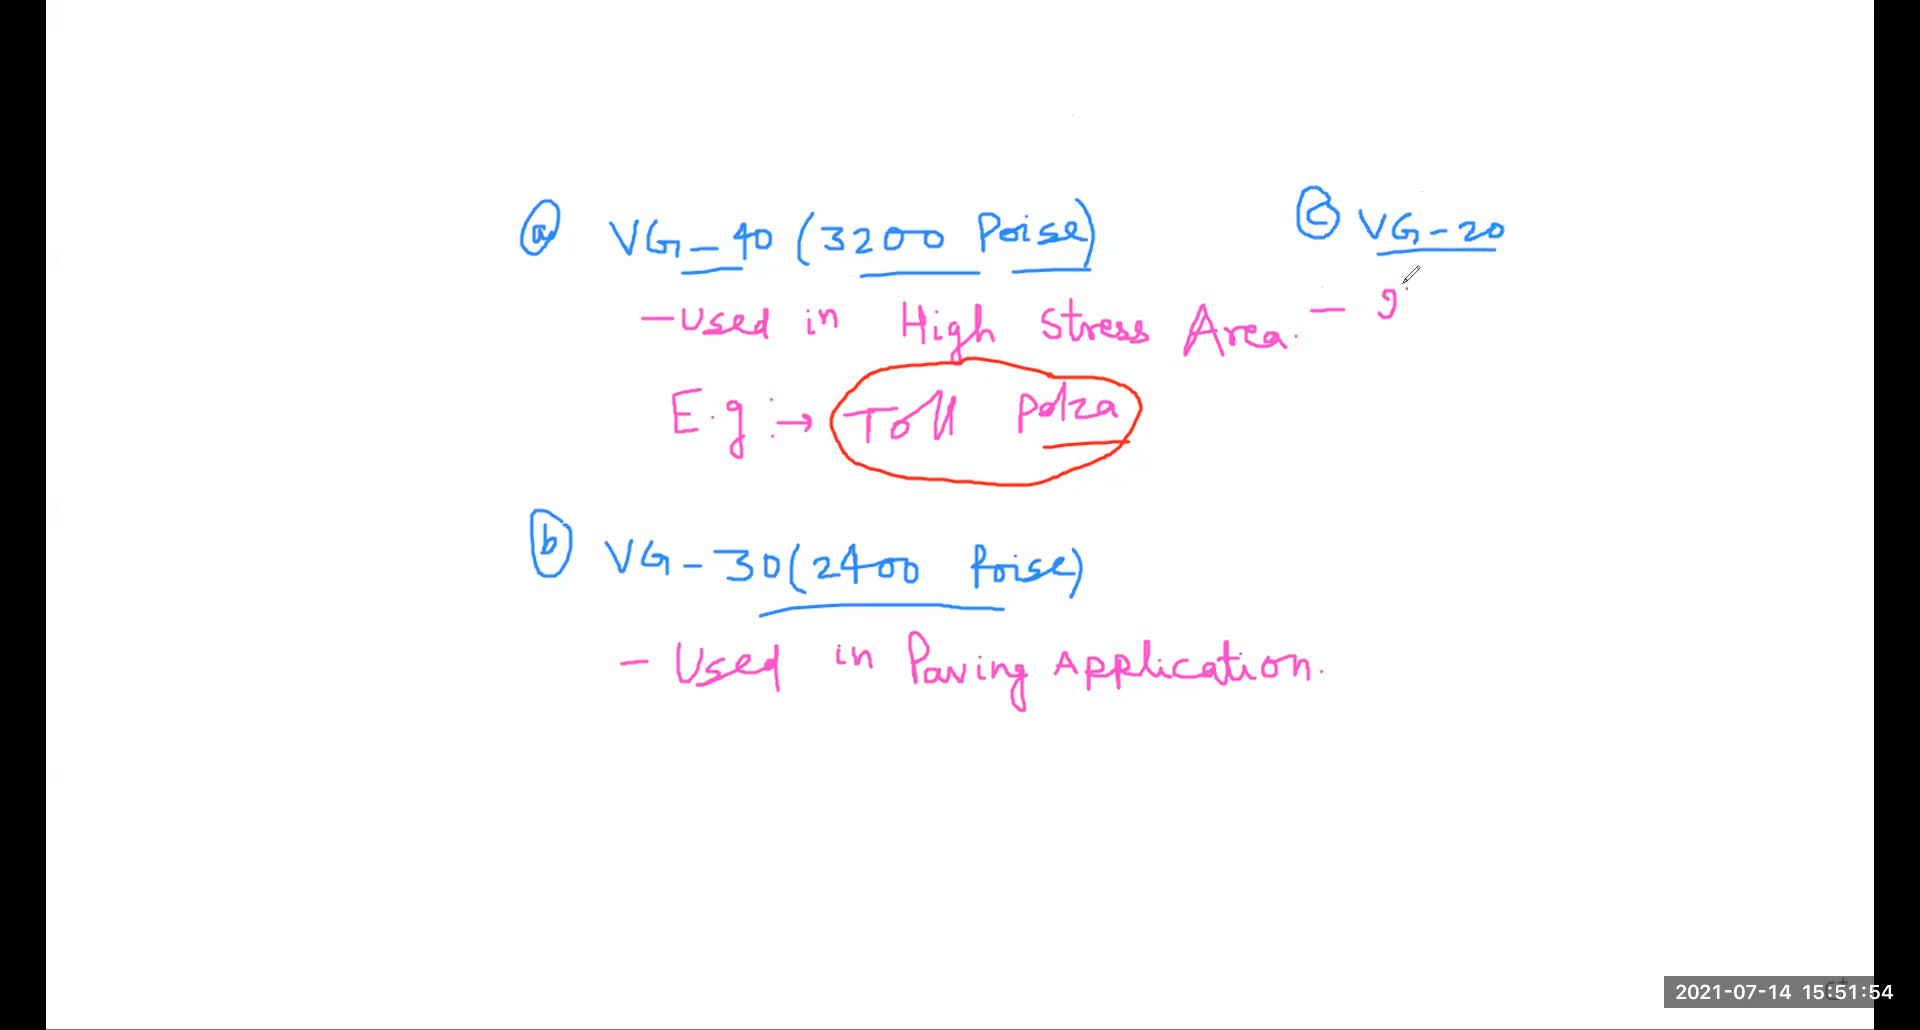 a VG-40 (3200 Poise)
-Used in High Stress Area.
E.g :→ Toll Polza
b VG-30(2400 Poise)
- Used in Paving Application.
c VG-20
-
2021-07-14 15:51:54